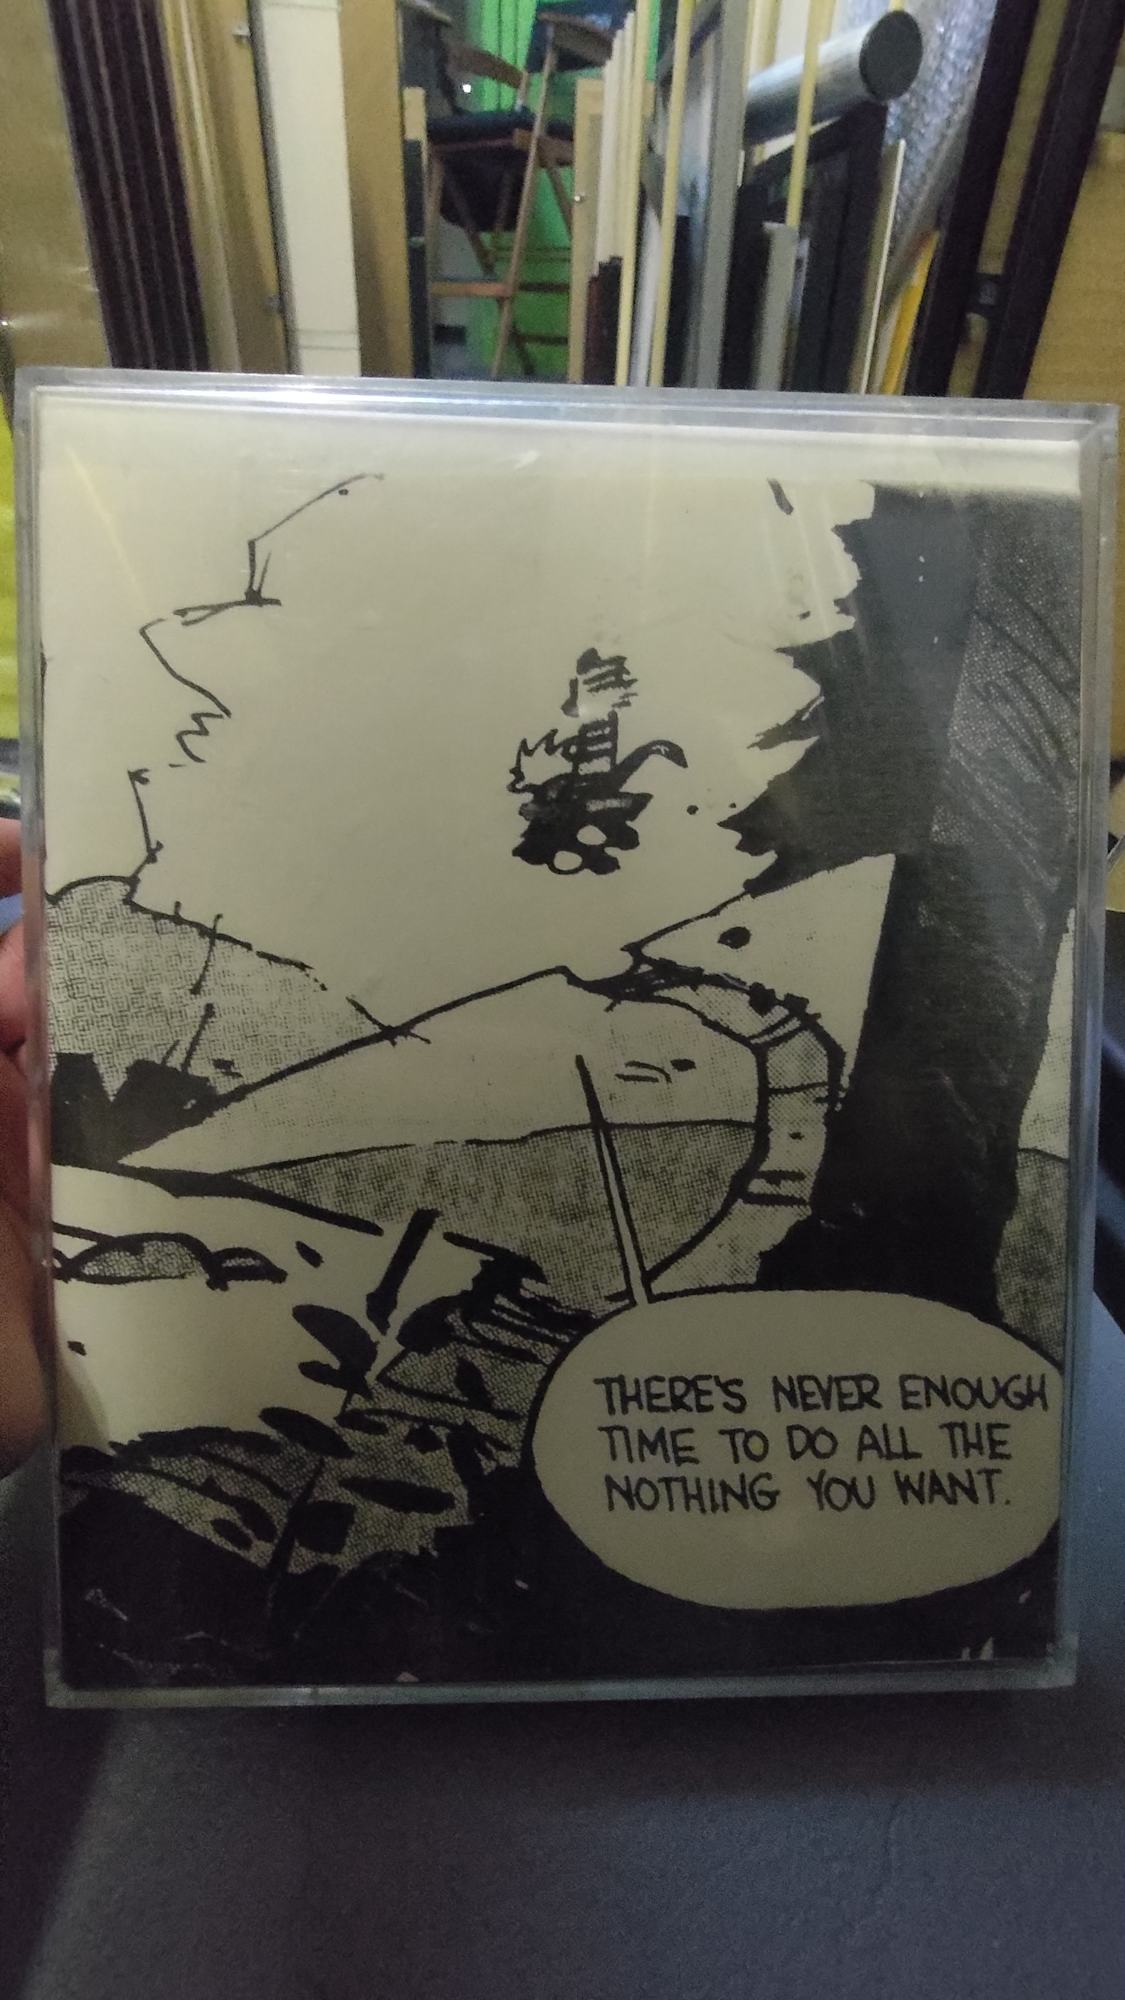 THERE'S NEVER ENOUGH
TIME TO DO ALL THE
NOTHING YOU WANT.